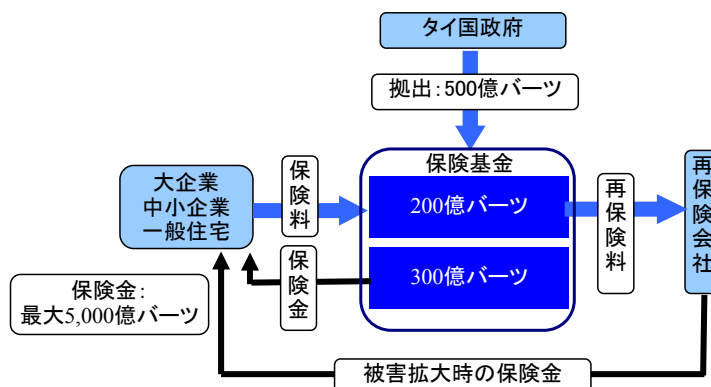 タイ国政府
拠出：500億バーツ
保険基金
大企業
中小企業
一般住宅
保険料
200億バーツ
再保険料
再保険会社
300億バーツ
保険金
保険金：
最大5,000億バーツ
被害拡大時の保険金